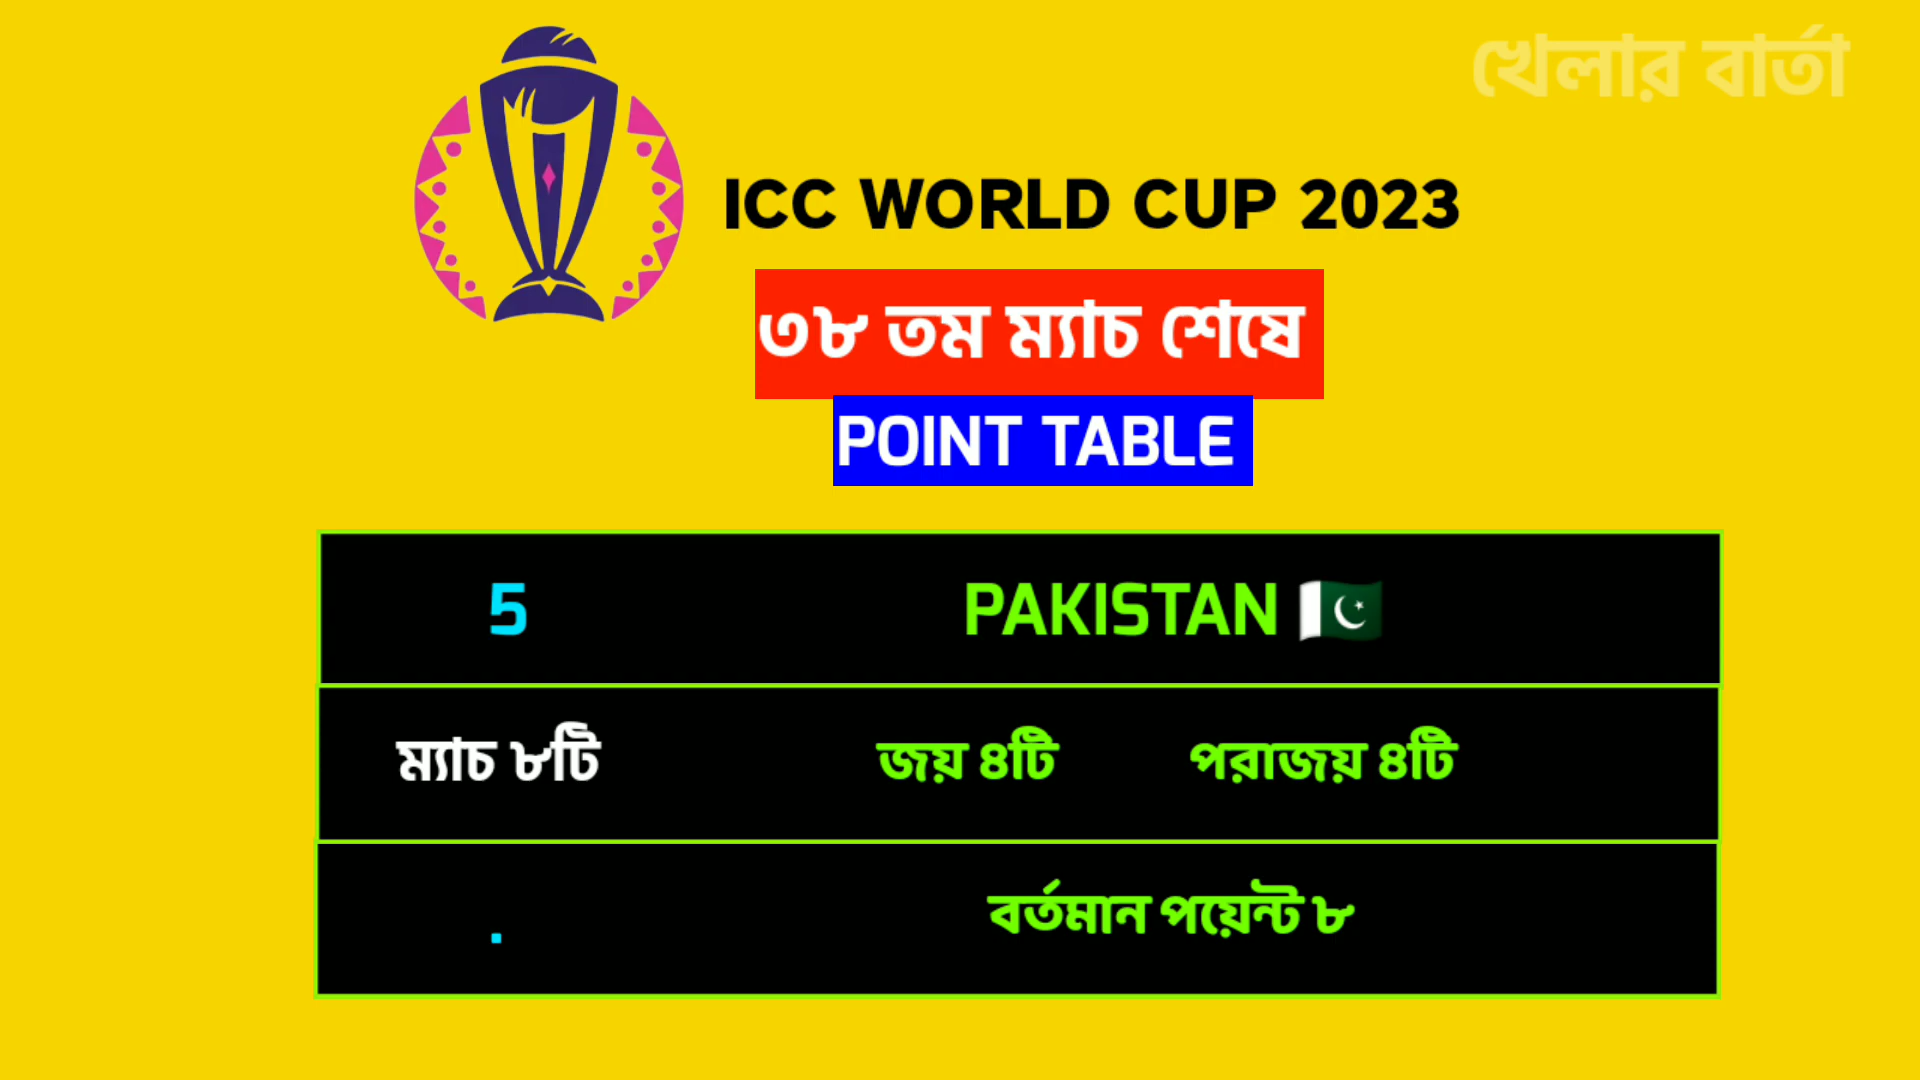 খেলার বার্তা
ICC WORLD CUP 2023
৩৮ তম ম্যাচ শেষে
POINT TABLE
5 PAKISTAN 🇵🇰
ম্যাচ ৮টি জয় ৪টি পরাজয় ৪টি
. বর্তমান পয়েন্ট ৮